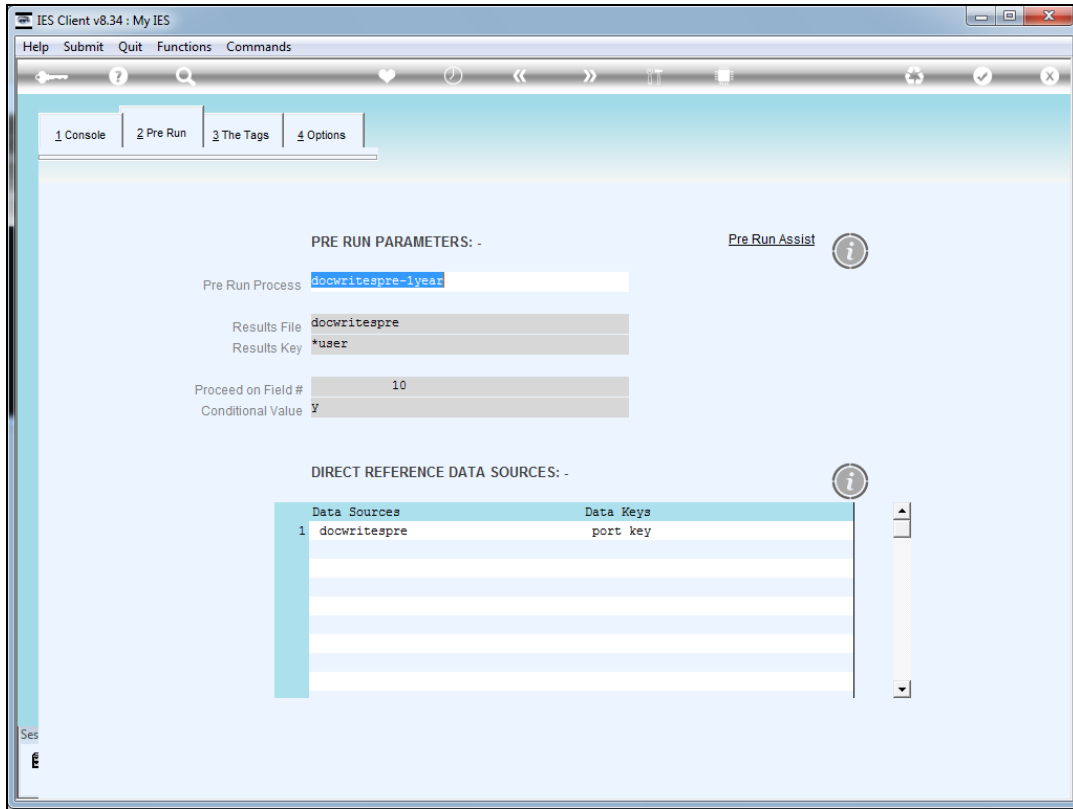 IES Client v8.34 : My IES
Help Submit Quit Functions Commands
1 Console 2 Pre Run 3 The Tags 4 Options
PRE RUN PARAMETERS: -
Pre Run Assist
Pre Run Process docwritespre-1year
Results File docwritespre
Results Key *user
Proceed on Field # 10
Conditional Value y
DIRECT REFERENCE DATA SOURCES: -
Data Sources Data Keys
1 docwritespre port key
Ses